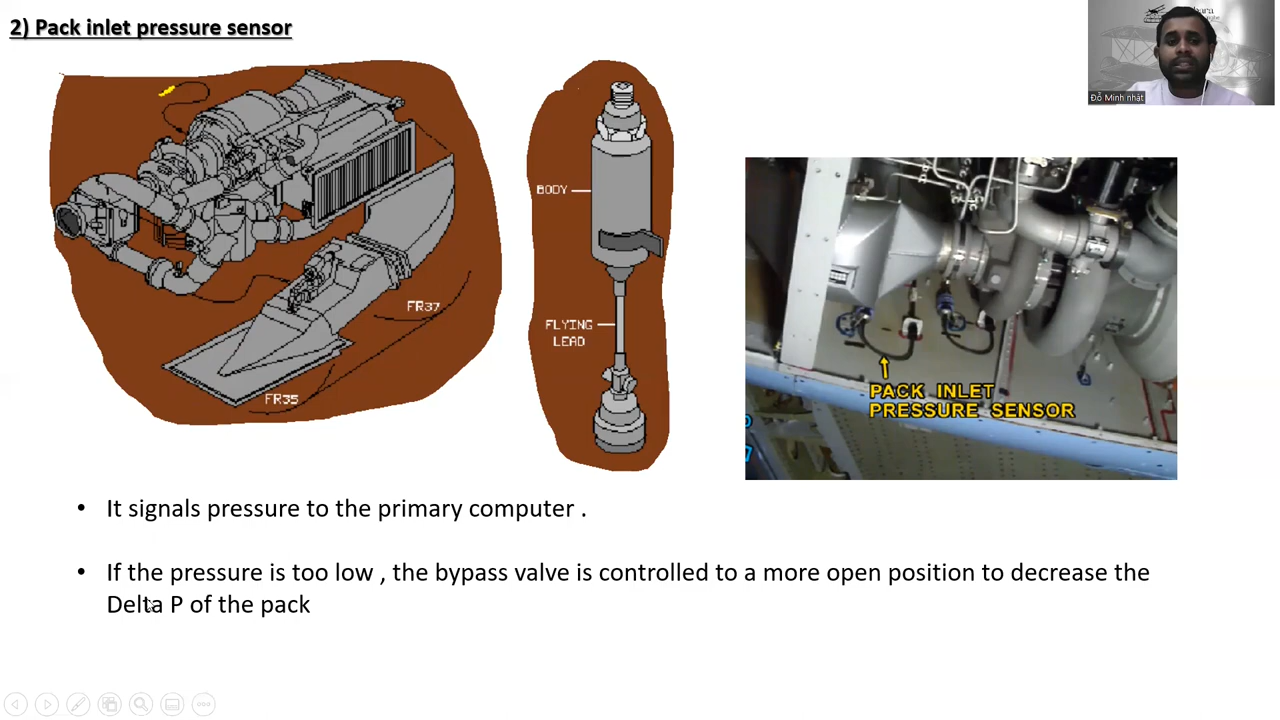 2) Pack inlet pressure sensor
Đỗ Minh nhật
BODY
FLYING
LEAD
FR37
FR35
PACK INLET
PRESSURE SENSOR
• It signals pressure to the primary computer .
• If the pressure is too low , the bypass valve is controlled to a more open position to decrease the
Delta P of the pack